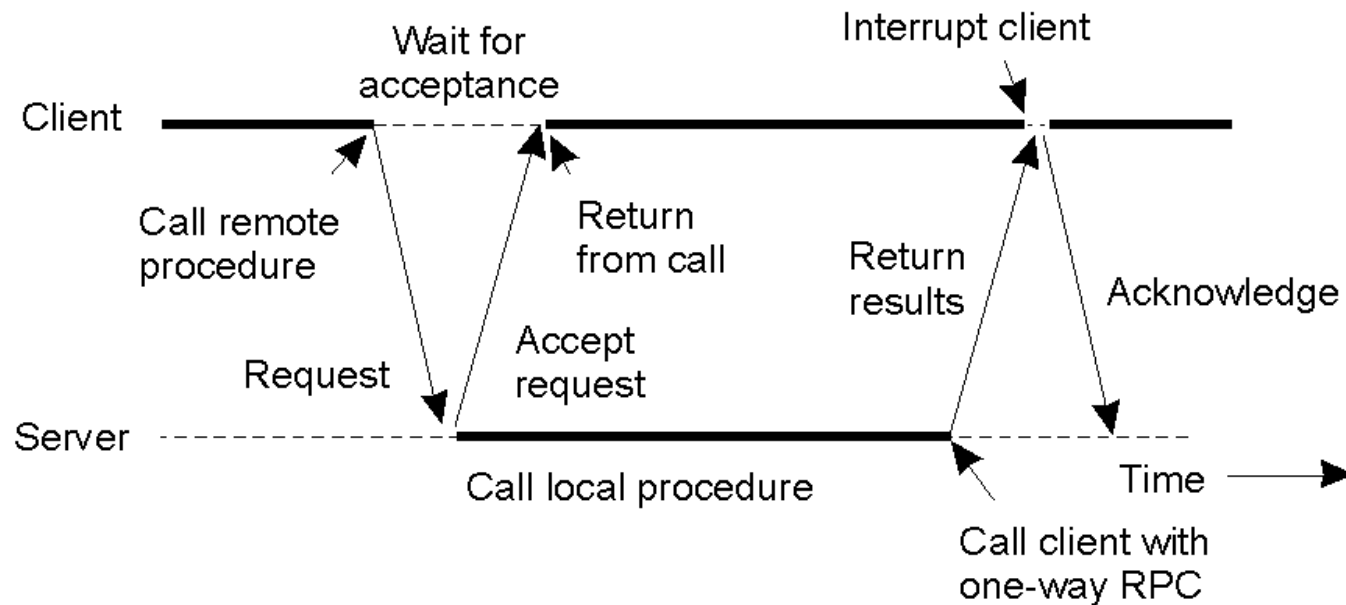 Interrupt client
Wait for
acceptance
Client
Call remote
procedure
Return
from call
Return
results
Acknowledge
Request
Accept
request
Server
Call local procedure
Time
Call client with
one-way RPC